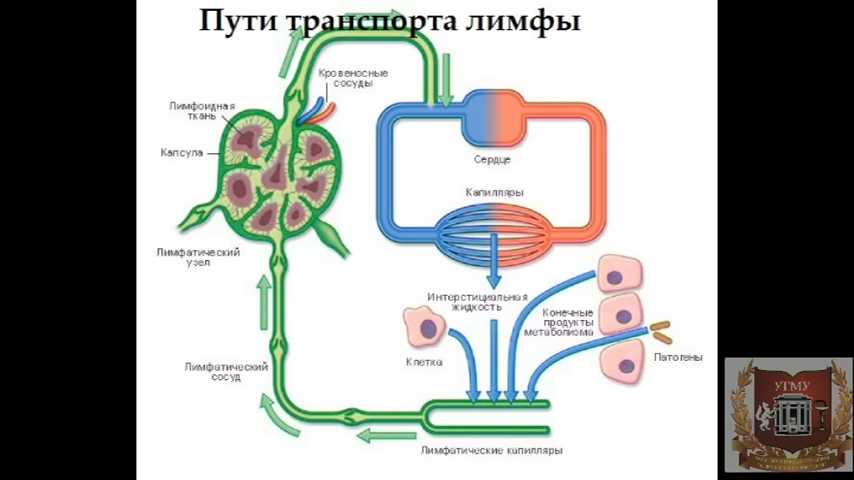 Пути транспорта лимфы
Кровеносные
сосуды
Лимфоидная
ткань
Капсула
Сердце
Капилляры
Лимфатический
узел
Интерстициальная
жидкость
Конечные
продукты
метаболизма
Патогены
Клетка
Лимфатический
сосуд
Лимфатические капилляры
УГМУ